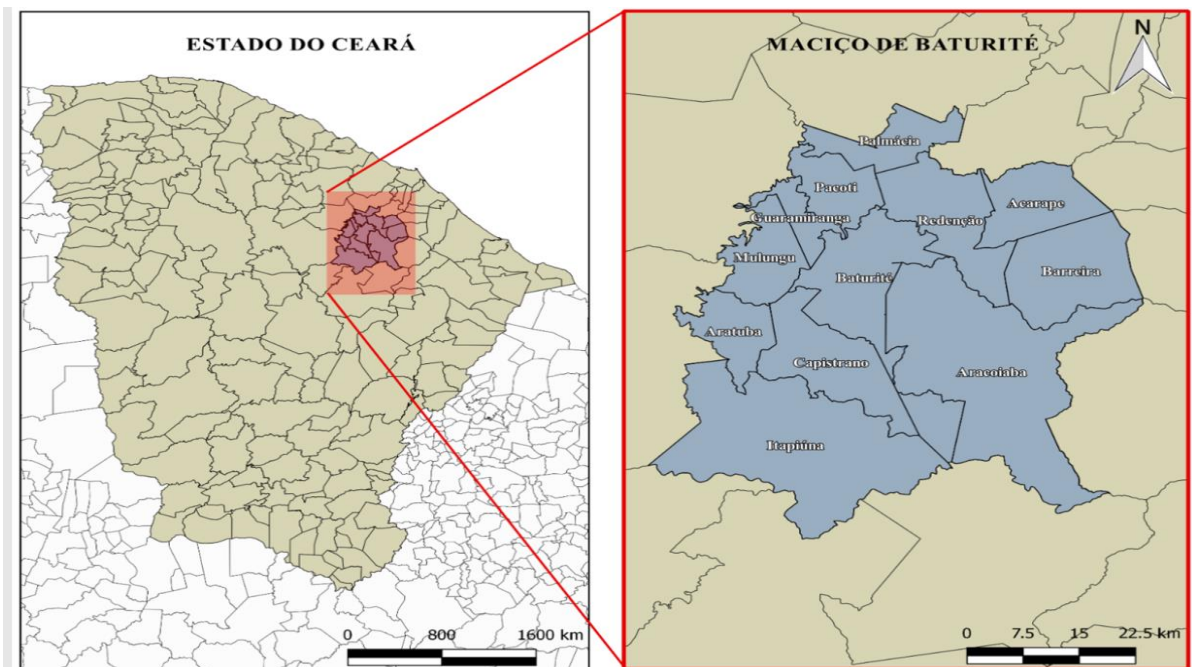 ESTADO DO CEARÁ
0 800 1600 km
MACIÇO DE BATURITÉ
N
Palmácia
Pacoti
Acarape
Guaramiranga
Redenção
Mulungu
Baturité
Barreira
Aratuba
Capistrano
Aracoiaba
Itapiúna
0 7.5 15 22.5 km